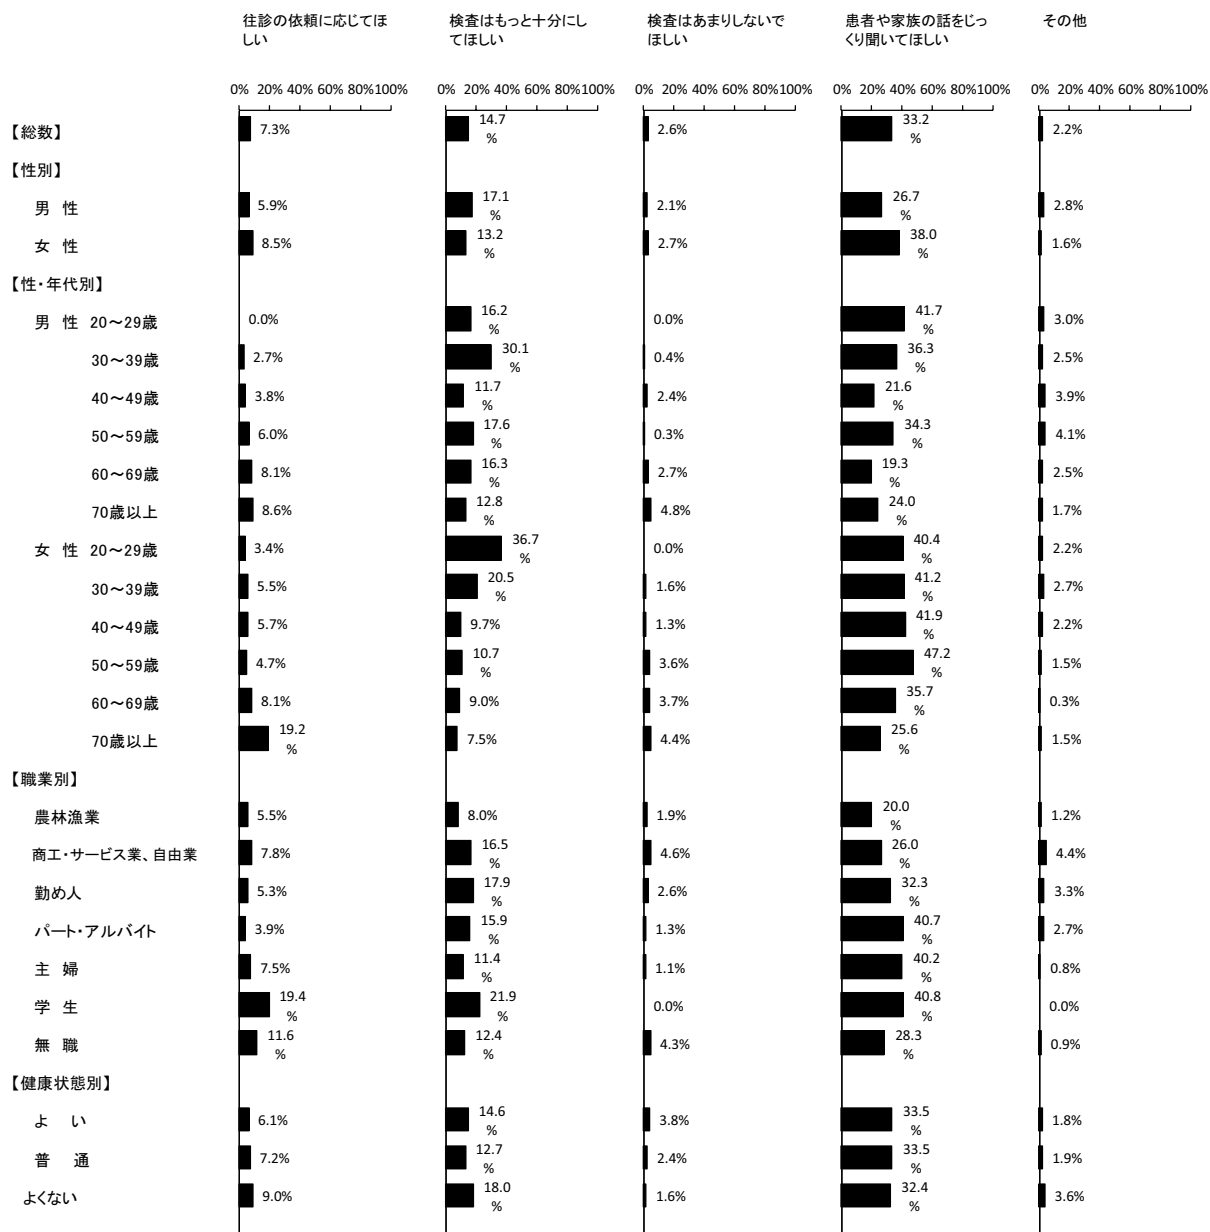 往診の依頼に応じてほ
しい
検査はもっと十分にし
てほしい
検査はあまりしないで
ほしい
患者や家族の話をじっ
くり聞いてほしい
その他
0% 20% 40% 60% 80%100% 0% 20% 40% 60% 80%100% 0% 20% 40% 60% 80%100% 0% 20% 40% 60% 80%100% 0% 20% 40% 60% 80%100%
【総数】 7.3% 14.7% 2.6% 33.2% 2.2%
【性別】
男 性 5.9% 17.1% 2.1% 26.7% 2.8%
女 性 8.5% 13.2% 2.7% 38.0% 1.6%
【性・年代別】
男 性 20～29歳 0.0% 16.2% 0.0% 41.7% 3.0%
30～39歳 2.7% 30.1% 0.4% 36.3% 2.5%
40～49歳 3.8% 11.7% 2.4% 21.6% 3.9%
50～59歳 6.0% 17.6% 0.3% 34.3% 4.1%
60～69歳 8.1% 16.3% 2.7% 19.3% 2.5%
70歳以上 8.6% 12.8% 4.8% 24.0% 1.7%
女 性 20～29歳 3.4% 36.7% 0.0% 40.4% 2.2%
30～39歳 5.5% 20.5% 1.6% 41.2% 2.7%
40～49歳 5.7% 9.7% 1.3% 41.9% 2.2%
50～59歳 4.7% 10.7% 3.6% 47.2% 1.5%
60～69歳 8.1% 9.0% 3.7% 35.7% 0.3%
70歳以上 19.2% 7.5% 4.4% 25.6% 1.5%
【職業別】
農林漁業 5.5% 8.0% 1.9% 20.0% 1.2%
商工・サービス業、自由業 7.8% 16.5% 4.6% 26.0% 4.4%
勤め人 5.3% 17.9% 2.6% 32.3% 3.3%
パート・アルバイト 3.9% 15.9% 1.3% 40.7% 2.7%
主 婦 7.5% 11.4% 1.1% 40.2% 0.8%
学 生 19.4% 21.9% 0.0% 40.8% 0.0%
無 職 11.6% 12.4% 4.3% 28.3% 0.9%
【健康状態別】
よ い 6.1% 14.6% 3.8% 33.5% 1.8%
普 通 7.2% 12.7% 2.4% 33.5% 1.9%
よくない 9.0% 18.0% 1.6% 32.4% 3.6%